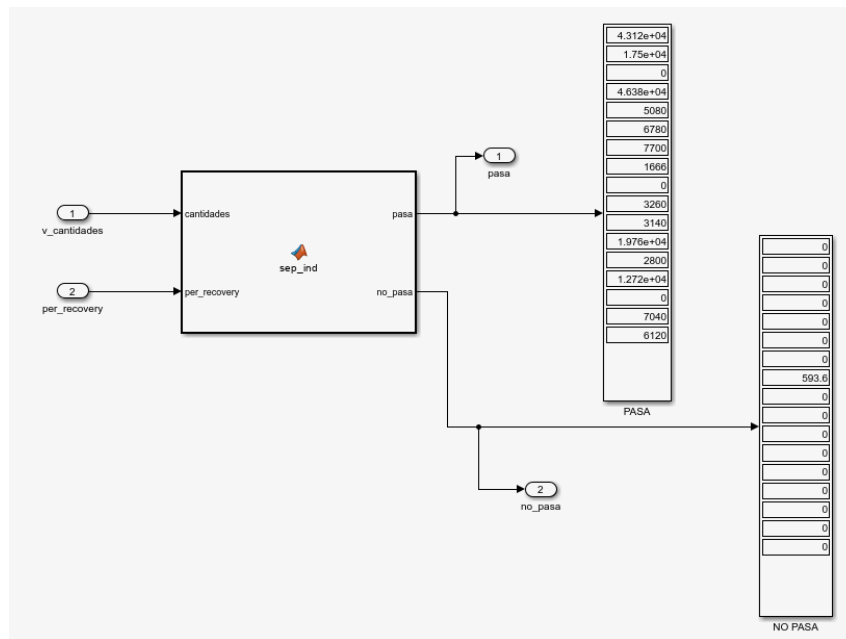 1
v_cantidades
2
per_recovery
cantidades
per_recovery
sep_ind
pasa
no_pasa
1
pasa
2
no_pasa
4.312e+04
1.75e+04
0
4.638e+04
5080
6780
7700
1666
0
3260
3140
1.976e+04
2800
1.272e+04
0
7040
6120
PASA
0
0
0
0
0
0
0
593.6
0
0
0
0
0
0
0
0
0
NO PASA